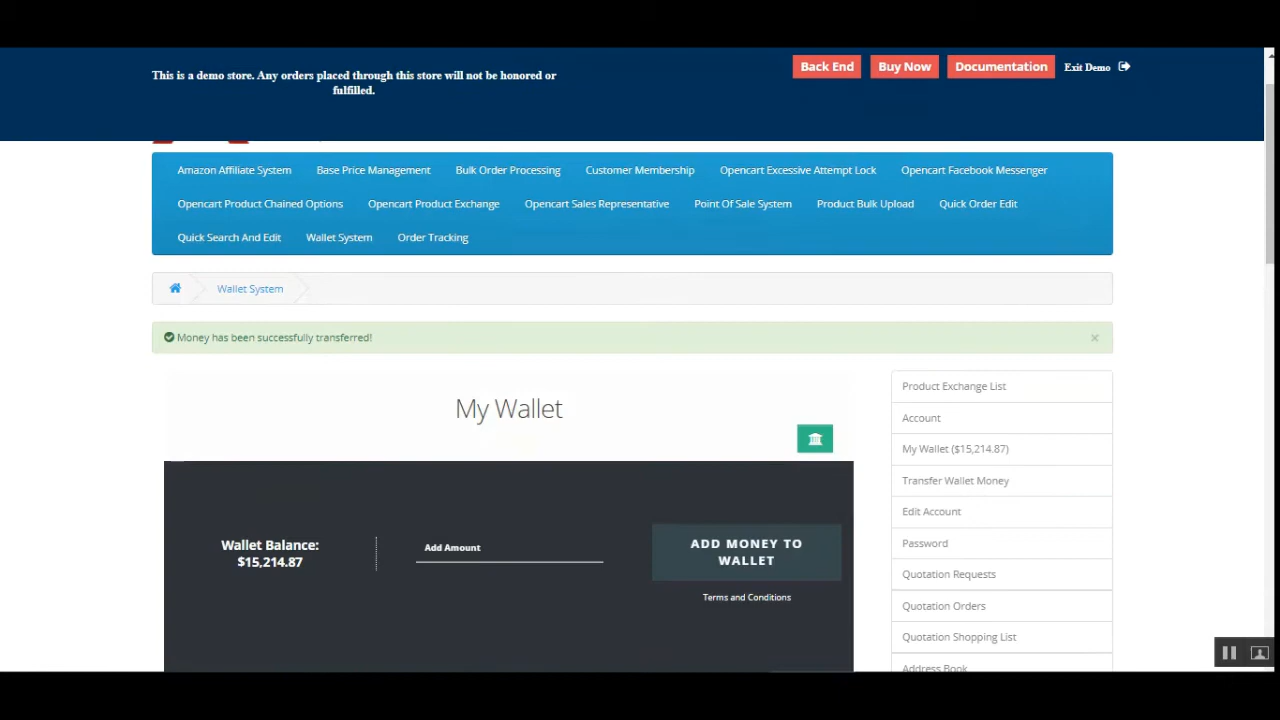 This is a demo store. Any orders placed through this store will not be honored or
fulfilled.
Back End
Buy Now
Documentation
Exit Demo
Amazon Affiliate System
Base Price Management
Bulk Order Processing
Customer Membership
Opencart Excessive Attempt Lock
Opencart Facebook Messenger
Opencart Product Chained Options
Opencart Product Exchange
Opencart Sales Representative
Point Of Sale System
Product Bulk Upload
Quick Order Edit
Quick Search And Edit
Wallet System
Order Tracking
Wallet System
Money has been successfully transferred!
×
My Wallet
Wallet Balance:
$15,214.87
Add Amount
ADD MONEY TO
WALLET
Terms and Conditions
Product Exchange List
Account
My Wallet ($15,214.87)
Transfer Wallet Money
Edit Account
Password
Quotation Requests
Quotation Orders
Quotation Shopping List
Address Book